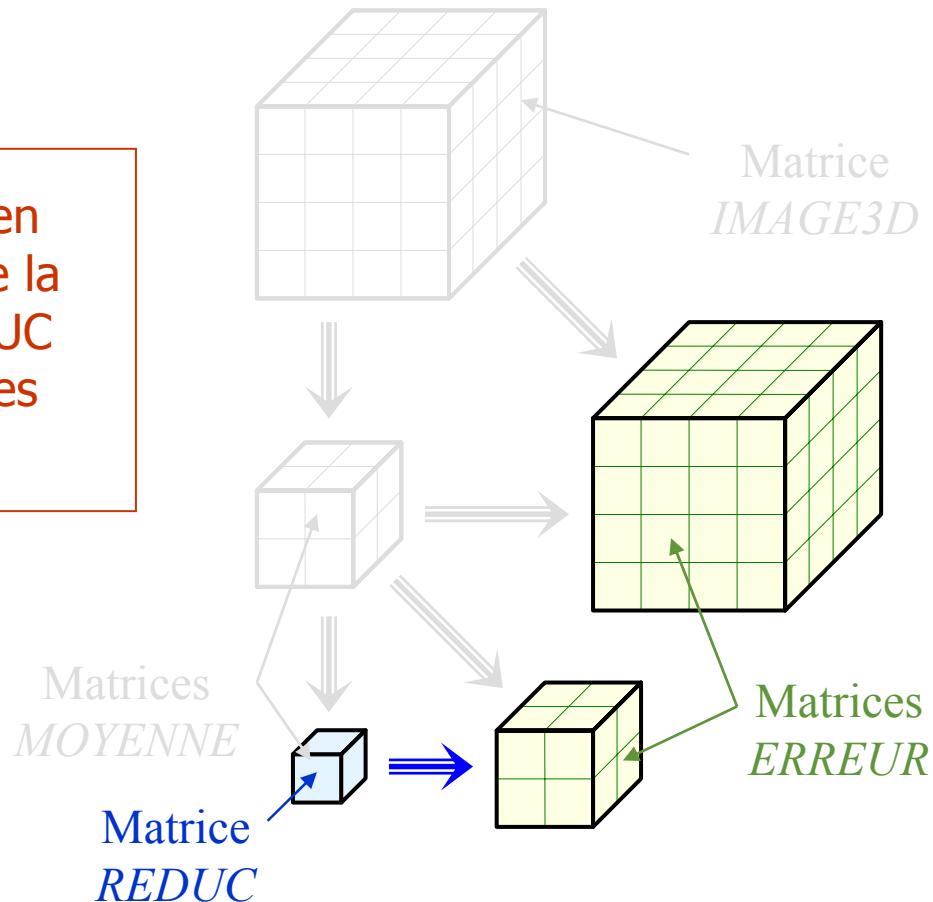 en
e la
UC
es
Matrice
IMAGE3D
Matrices
MOYENNE
Matrices
ERREUR
Matrice
REDUC